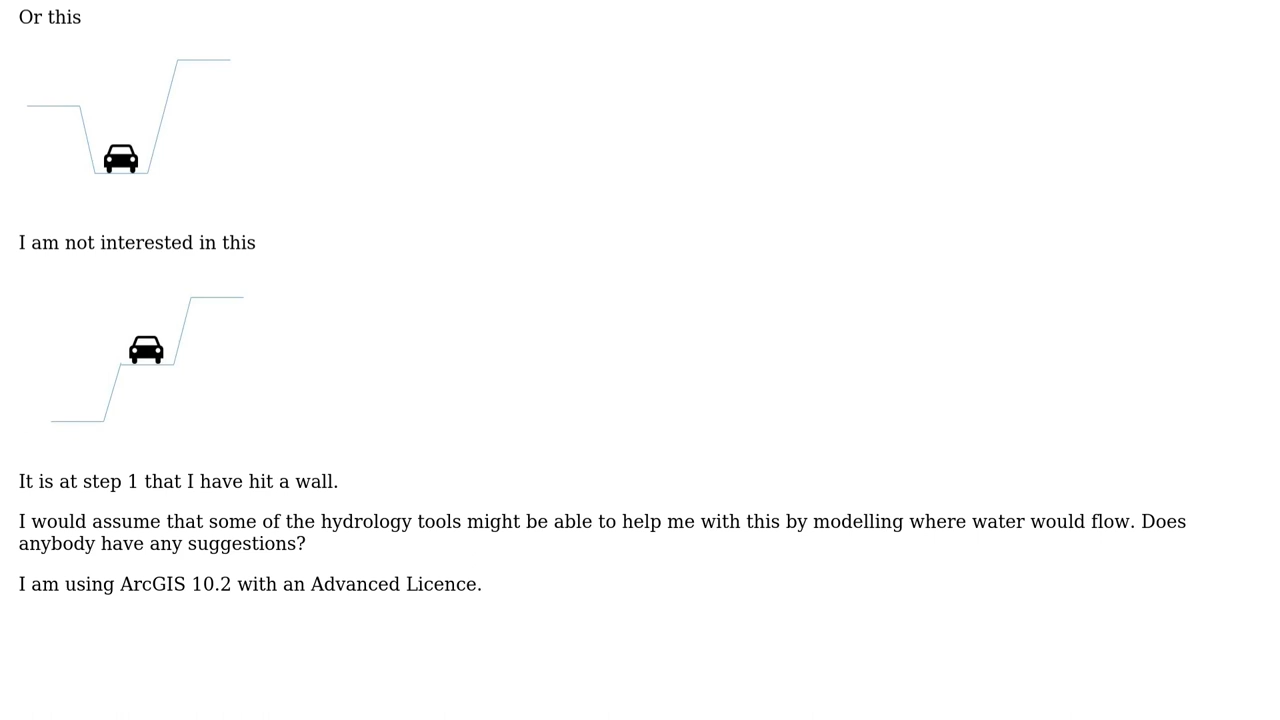 Or this
I am not interested in this
It is at step 1 that I have hit a wall.
I would assume that some of the hydrology tools might be able to help me with this by modelling where water would flow. Does
anybody have any suggestions?
I am using ArcGIS 10.2 with an Advanced Licence.